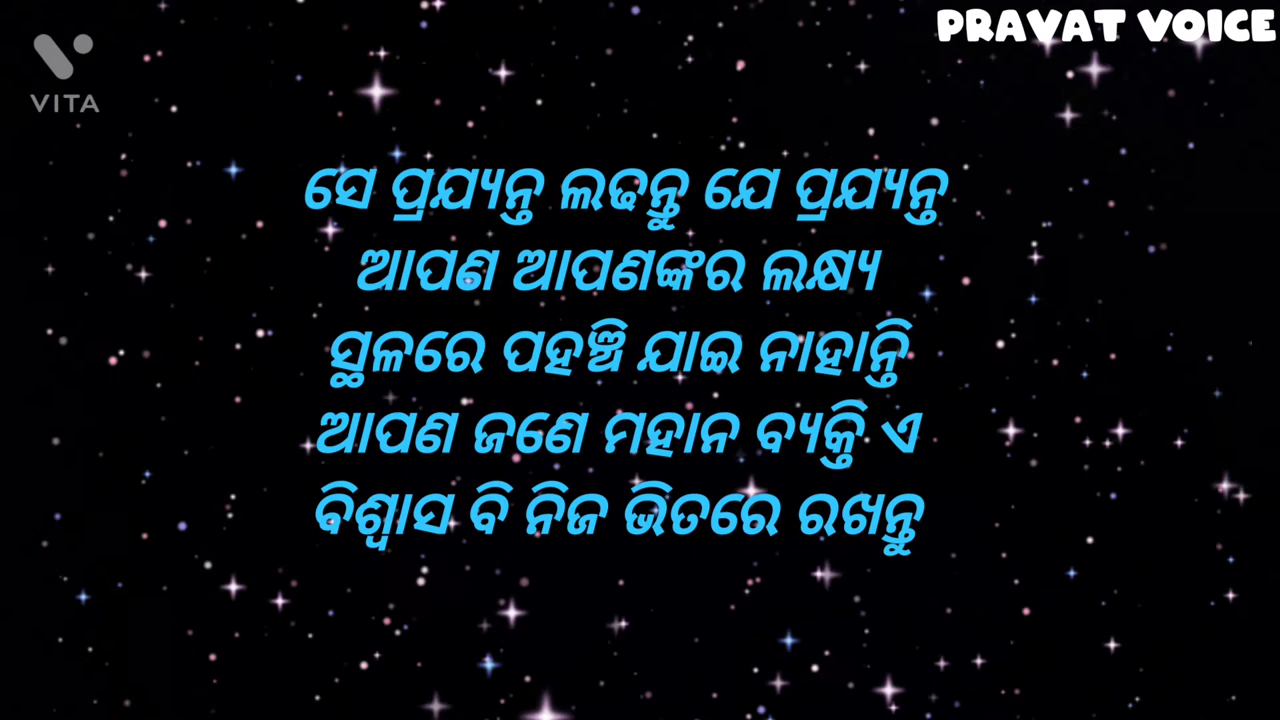 PRAVAT VOICE
VITA
ସେ ପ୍ରଯ୍ୟନ୍ତ ଲଢନ୍ତୁ ଯେ ପ୍ରଯ୍ୟନ୍ତ
ଆପଣ ଆପଣଙ୍କର ଲକ୍ଷ୍ୟ
ସ୍ଥଳରେ ପହଞ୍ଚି ଯାଇ ନାହାନ୍ତି
ଆପଣ ଜଣେ ମହାନ ବ୍ୟକ୍ତି ଏ
ବିଶ୍ୱାସ ବି ନିଜ ଭିତରେ ରଖନ୍ତୁ